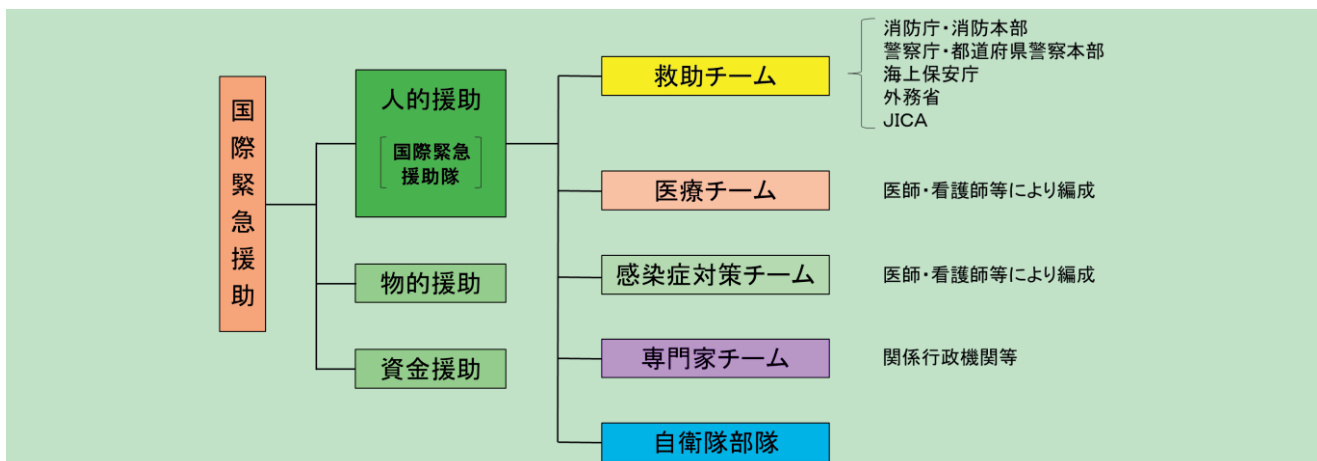 国際緊急援助
人的援助
国際緊急
援助隊
物的援助
資金援助
救助チーム
消防庁・消防本部
警察庁・都道府県警察本部
海上保安庁
外務省
JICA
医療チーム
医師・看護師等により編成
感染症対策チーム
医師・看護師等により編成
専門家チーム
関係行政機関等
自衛隊部隊